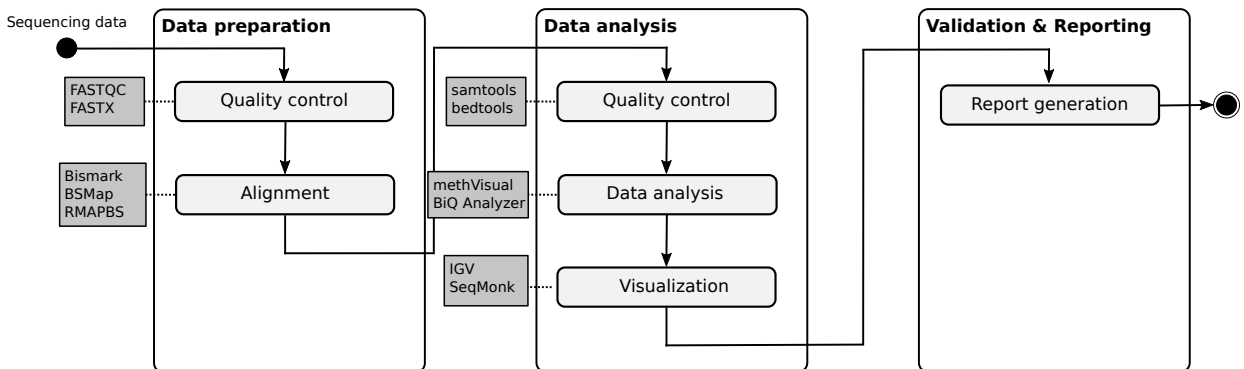 Sequencing data
Data preparation
FASTQC
FASTX
Quality control
Bismark
BSMap
RMAPBS
Alignment
Data analysis
samtools
bedtools
Quality control
methVisual
BiQ Analyzer
Data analysis
IGV
SeqMonk
Visualization
Validation & Reporting
Report generation